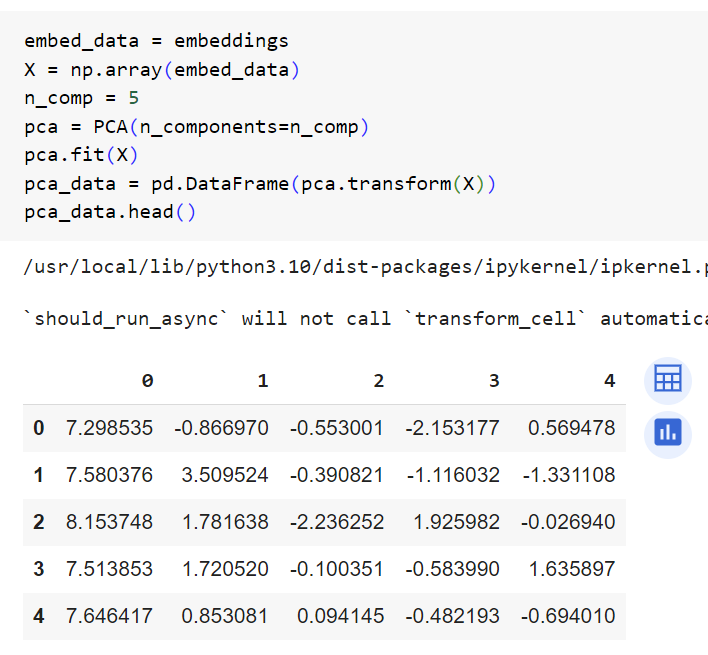 embed_data = embeddings
X = np.array(embed_data)
n_comp = 5
pca = PCA(n_components=n_comp)
pca.fit(X)
pca_data = pd.DataFrame(pca.transform(X))
pca_data.head()
/usr/local/lib/python3.10/dist-packages/ipykernel/ipkernel.p
`should_run_async` will not call `transform_cell` automatica
0 1 2 3 4
0 7.298535 -0.866970 -0.553001 -2.153177 0.569478
1 7.580376 3.509524 -0.390821 -1.116032 -1.331108
2 8.153748 1.781638 -2.236252 1.925982 -0.026940
3 7.513853 1.720520 -0.100351 -0.583990 1.635897
4 7.646417 0.853081 0.094145 -0.482193 -0.694010